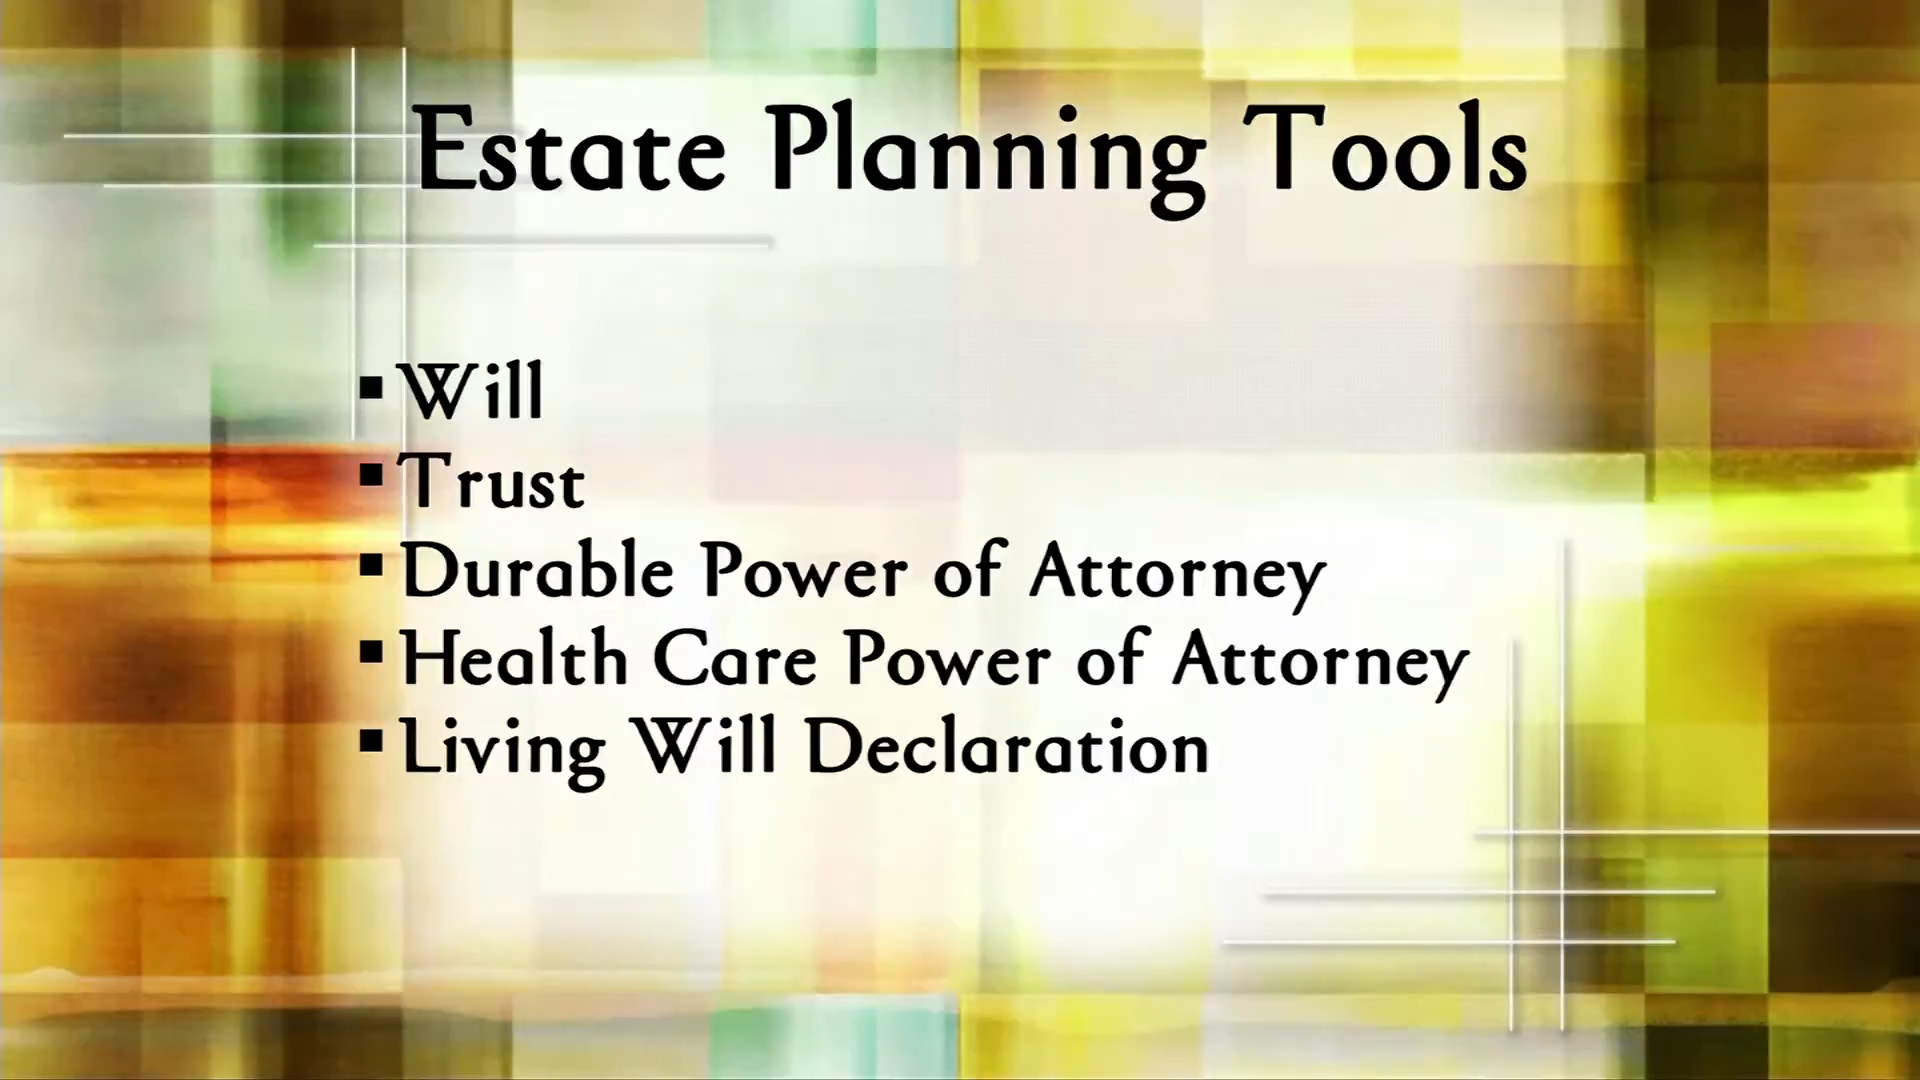 Estate Planning Tools
▪ Will
▪ Trust
▪ Durable Power of Attorney
▪ Health Care Power of Attorney
▪ Living Will Declaration